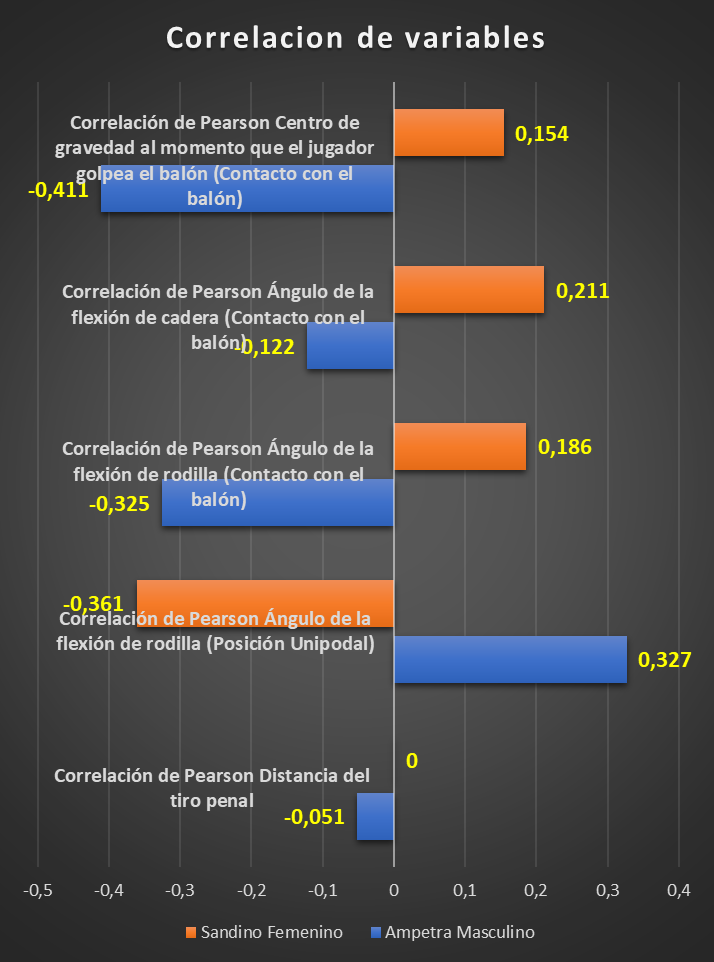 Correlacion de variables
Correlación de Pearson Centro de
gravedad al momento que el jugador
golpea el balón (Contacto con el
balón)
0,154
-0,411
Correlación de Pearson Ángulo de la
flexión de cadera (Contacto con el
balón)
0,211
-0,122
Correlación de Pearson Ángulo de la
flexión de rodilla (Contacto con el
balón)
0,186
-0,325
Correlación de Pearson Ángulo de la
flexión de rodilla (Posición Unipodal)
-0,361
0,327
Correlación de Pearson Distancia del
tiro penal
0
-0,051
-0,5 -0,4 -0,3 -0,2 -0,1 0 0,1 0,2 0,3 0,4
Sandino Femenino Ampetra Masculino